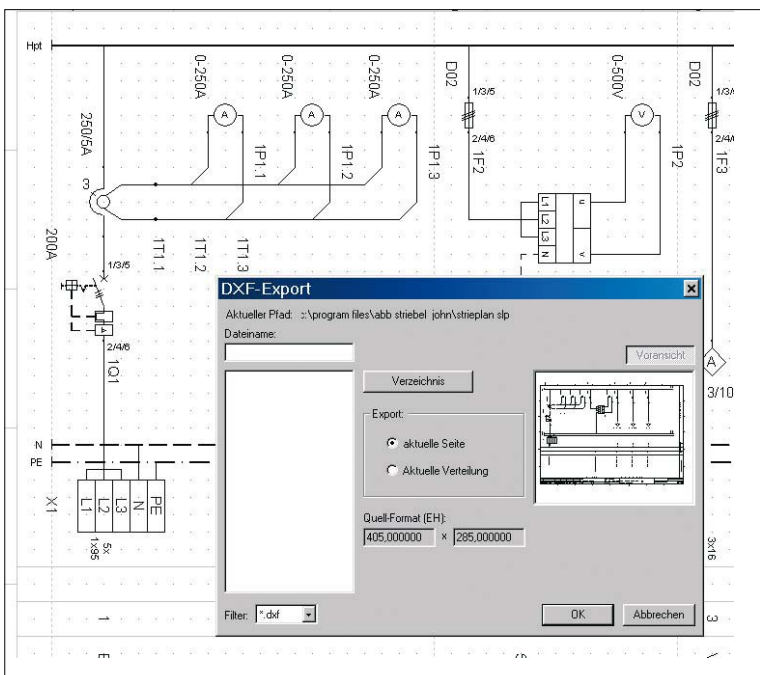 Hpt
250/5A
3
200A
1/3/5
2/4/6
1Q1
0-250A
A
1P1.1
0-250A
A
1P1.2
0-250A
A
1P1.3
1T1.1
1T1.2
1T1.3
D02
1/3/5
2/4/6
1F2
0-500V
V
1P2
L1
L2
L3
N
U
V
D02
1F3
A
3/10
N
PE
X1
L1
L2
L3
N
PE
5x
1x95
3x16
1
3
DXF-Export
Aktueller Pfad: :\program files\abb striebel john\strieplan slp
Dateiname:
Voransicht
Verzeichnis
Export:
aktuelle Seite
Aktuelle Verteilung
Quell-Format (EH):
405,000000 × 285,000000
Filter: *.dxf
OK
Abbrechen